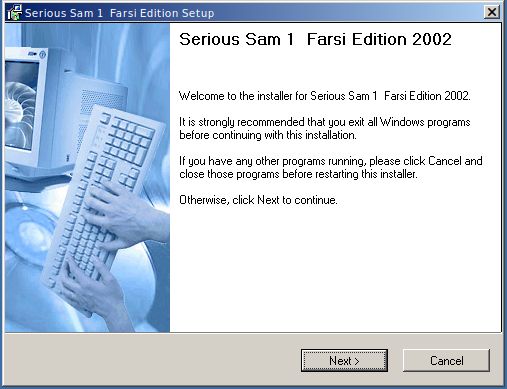 Serious Sam 1  Farsi Edition Setup
Serious Sam 1  Farsi Edition 2002
Welcome to the installer for Serious Sam 1  Farsi Edition 2002.
It is strongly recommended that you exit all Windows programs
before continuing with this installation.
If you have any other programs running, please click Cancel and
close those programs before restarting this installer.
Otherwise, click Next to continue.
Next >
Cancel